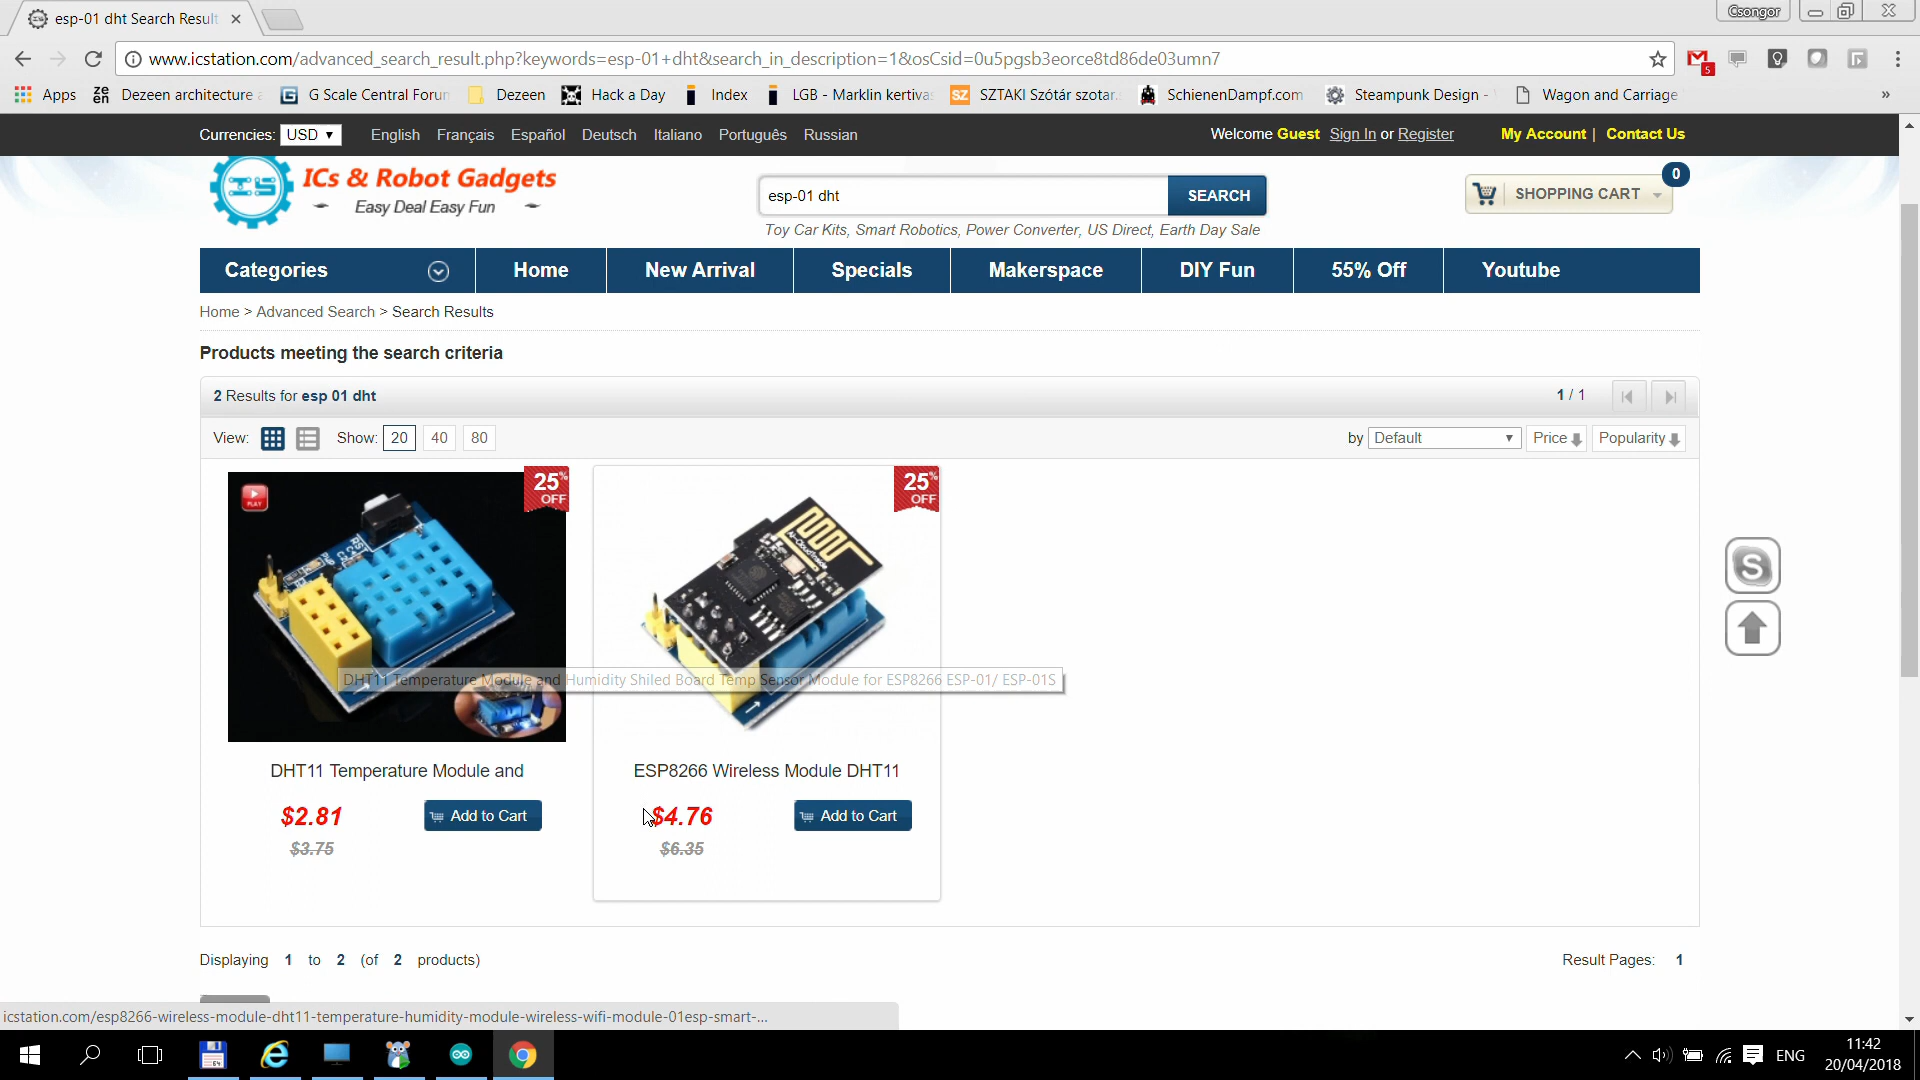 esp-01 dht Search Result
Csongor
www.icstation.com/advanced_search_result.php?keywords=esp-01+dht&search_in_description=1&osCsid=0u5pgsb3eorce8td86de03umn7
5
Apps
Dezeen architecture
G Scale Central Forun
Dezeen
Hack a Day
Index
LGB - Marklin kertiva
SZTAKI Szótár szotar.
SchienenDampf.com
Steampunk Design -
Wagon and Carriage
»
Currencies: USD
English Français Español Deutsch Italiano Português Russian
Welcome Guest Sign In or Register
My Account | Contact Us
ICs & Robot Gadgets
Easy Deal Easy Fun
esp-01 dht
SEARCH
Toy Car Kits, Smart Robotics, Power Converter, US Direct, Earth Day Sale
SHOPPING CART
0
Categories Home New Arrival Specials Makerspace DIY Fun 55% Off Youtube
Home > Advanced Search > Search Results
Products meeting the search criteria
2 Results for esp 01 dht
1 / 1
View: Show: 20 40 80
by Default Price Popularity
PLAY
25% OFF
25% OFF
DHT11 Temperature Module and Humidity Shiled Board Temp Sensor Module for ESP8266 ESP-01/ ESP-01S
DHT11 Temperature Module and
$2.81
Add to Cart
$3.75
ESP8266 Wireless Module DHT11
$4.76
Add to Cart
$6.35
S
Displaying 1 to 2 (of 2 products)
Result Pages: 1
icstation.com/esp8266-wireless-module-dht11-temperature-humidity-module-wireless-wifi-module-01esp-smart-...
ENG
11:42
20/04/2018